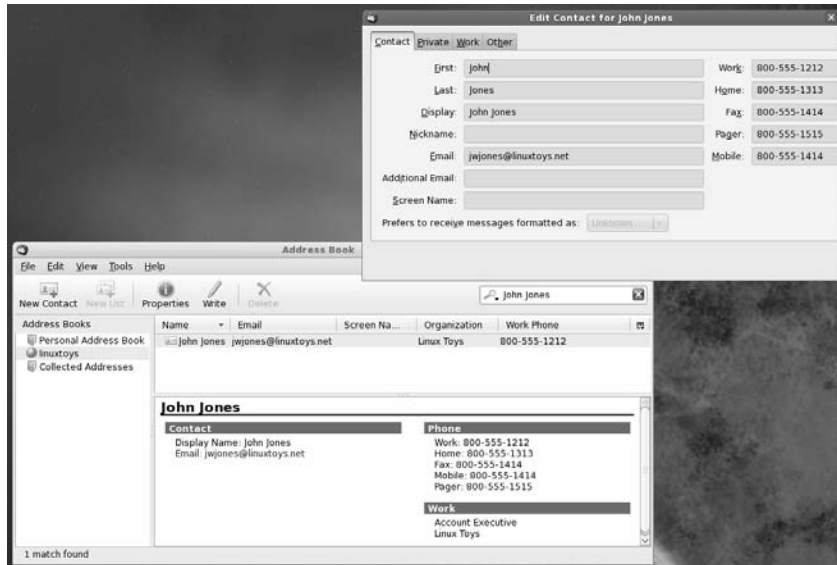 Edit Contact for John Jones
Contact Private Work Other
First: John Work: 800-555-1212
Last: Jones Home: 800-555-1313
Display: John Jones Fax: 800-555-1414
Nickname: Pager: 800-555-1515
Email: jwjones@linuxtoys.net Mobile: 800-555-1414
Additional Email:
Screen Name:
Prefers to receive messages formatted as: Unknown
Address Book
File Edit View Tools Help
New Contact New List Properties Write Delete
John Jones
Address Books
Personal Address Book
linuxtoys
Collected Addresses
Name Email Screen Na... Organization Work Phone
John Jones jwjones@linuxtoys.net Linux Toys 800-555-1212
John Jones
Contact
Display Name: John Jones
Email: jwjones@linuxtoys.net
Phone
Work: 800-555-1212
Home: 800-555-1313
Fax: 800-555-1414
Mobile: 800-555-1414
Pager: 800-555-1515
Work
Account Executive
Linux Toys
1 match found